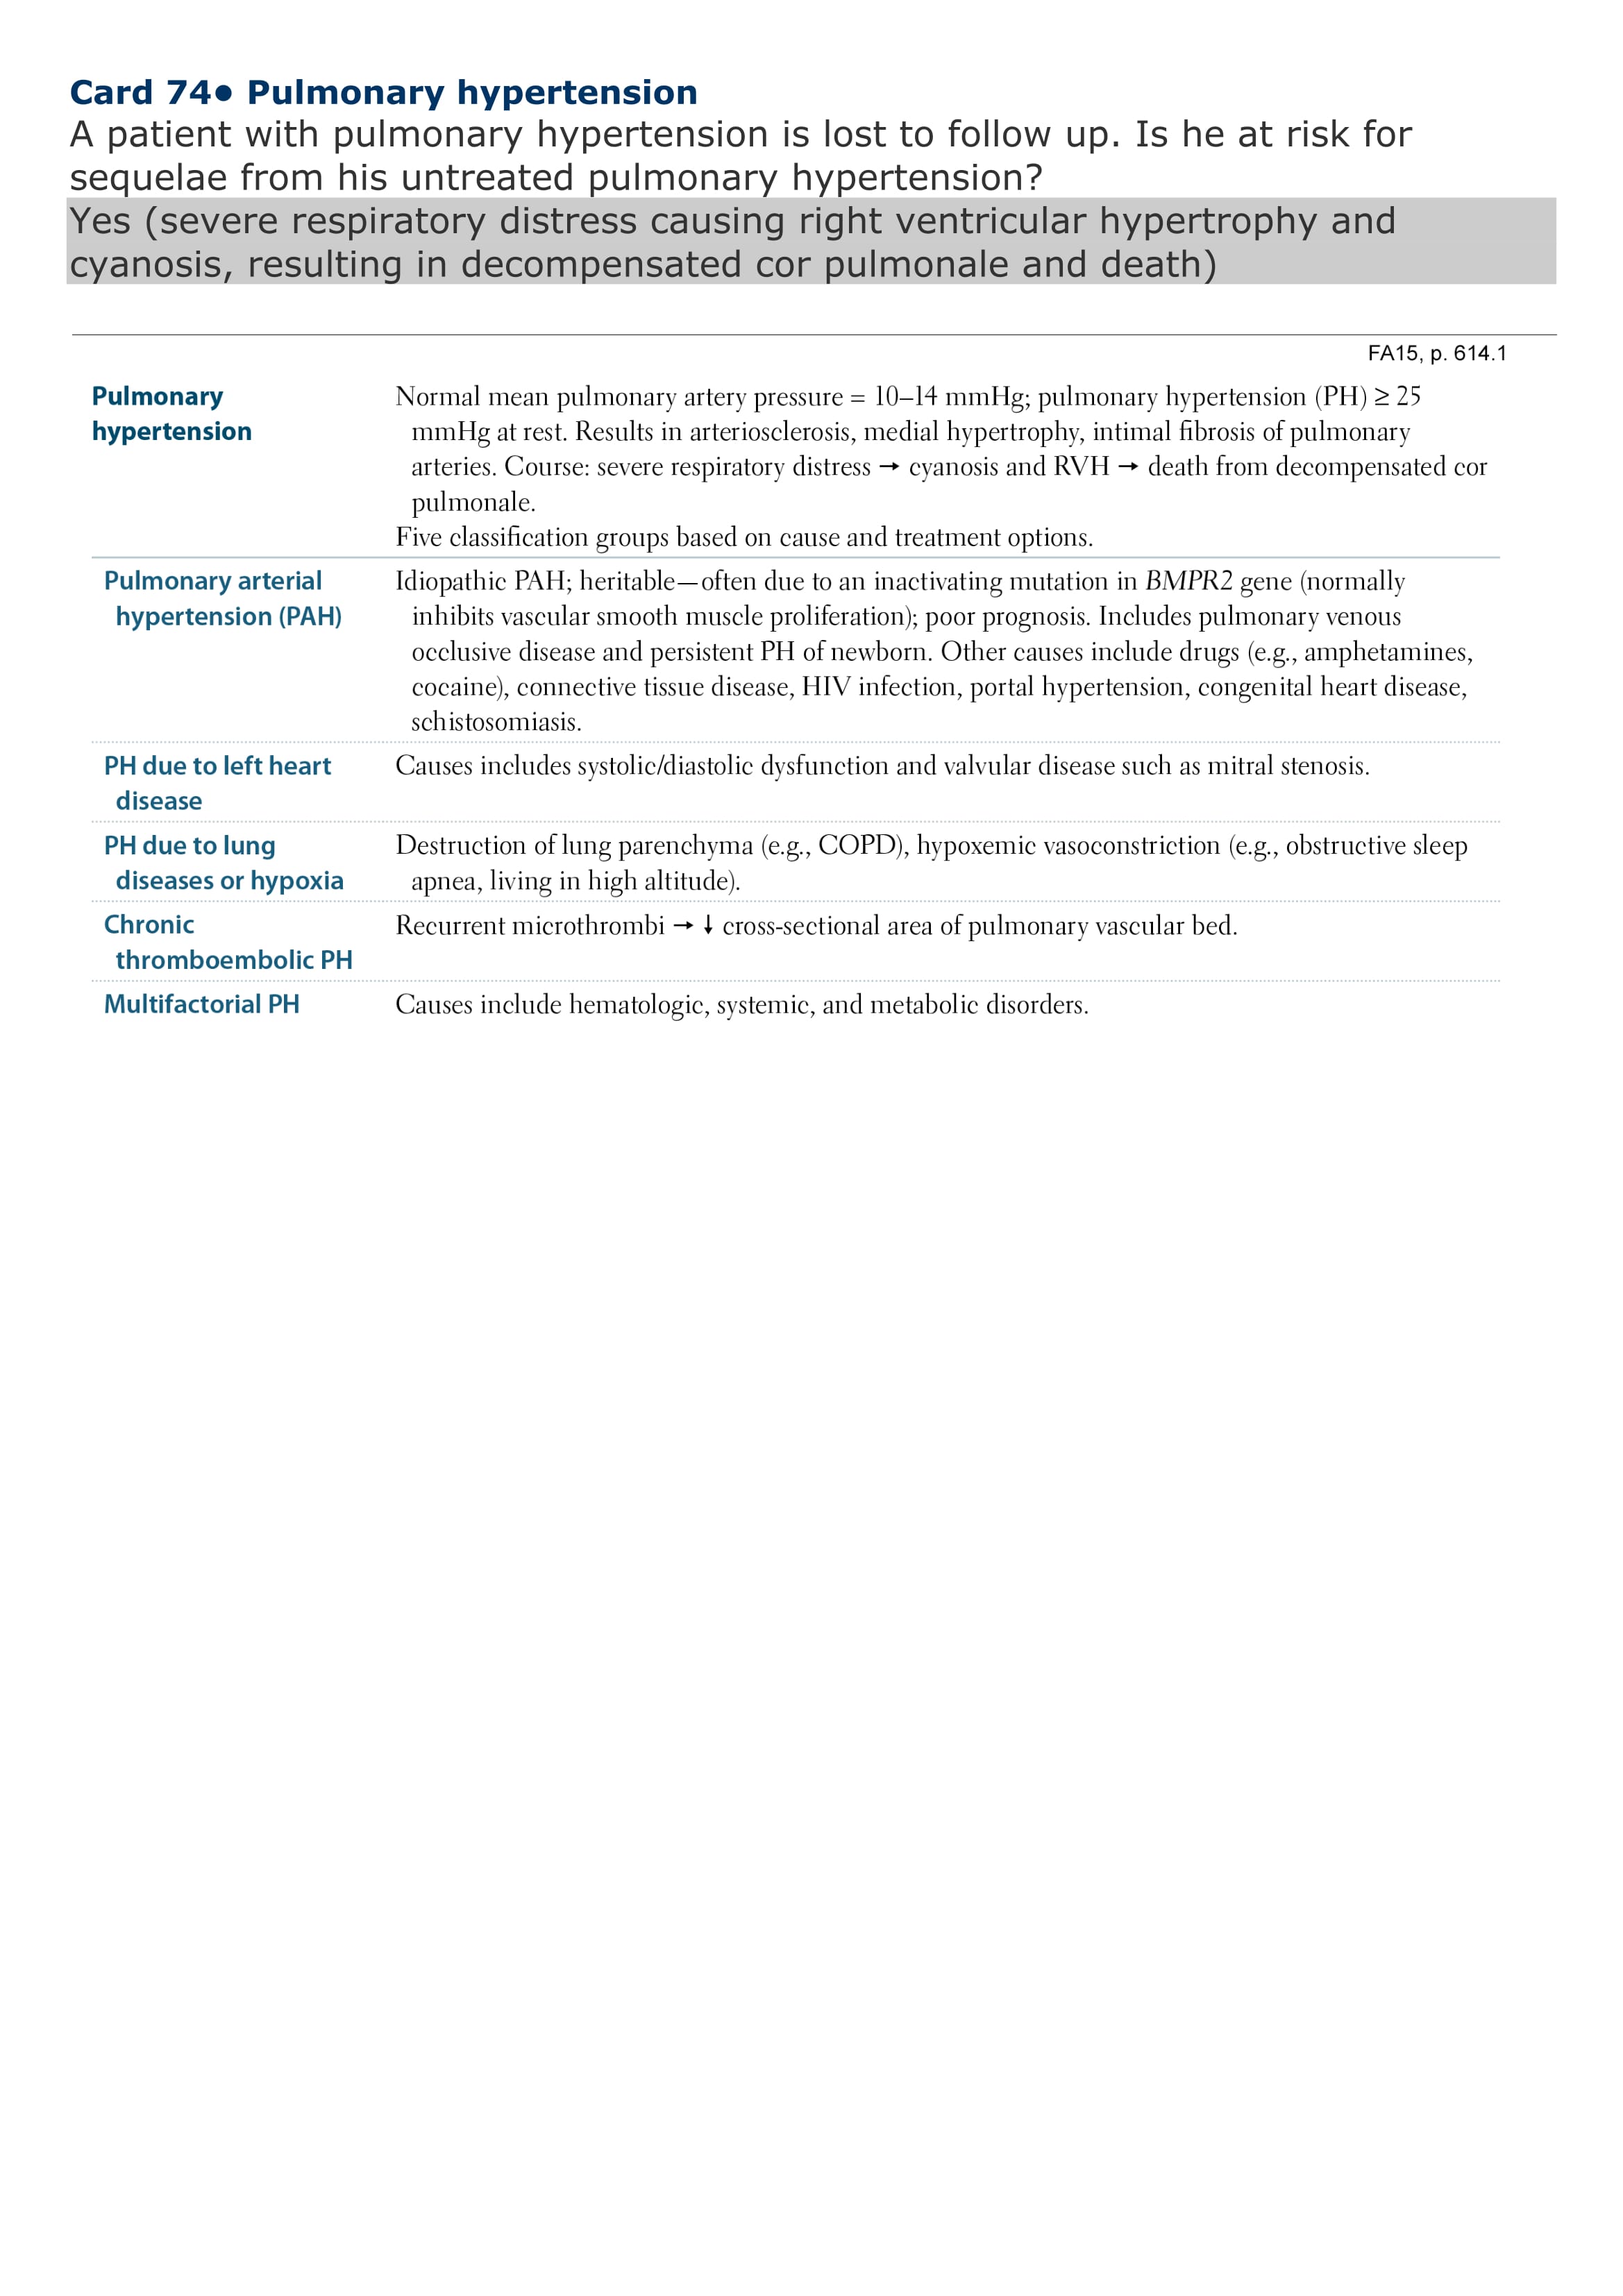 Card 74● Pulmonary hypertension
A patient with pulmonary hypertension is lost to follow up. Is he at risk for
sequelae from his untreated pulmonary hypertension?
Yes (severe respiratory distress causing right ventricular hypertrophy and
cyanosis, resulting in decompensated cor pulmonale and death)
FA15, p. 614.1
Pulmonary
hypertension
Normal mean pulmonary artery pressure = 10–14 mmHg; pulmonary hypertension (PH) ≥ 25
mmHg at rest. Results in arteriosclerosis, medial hypertrophy, intimal fibrosis of pulmonary
arteries. Course: severe respiratory distress → cyanosis and RVH → death from decompensated cor
pulmonale.
Five classification groups based on cause and treatment options.
Pulmonary arterial
hypertension (PAH)
Idiopathic PAH; heritable—often due to an inactivating mutation in BMPR2 gene (normally
inhibits vascular smooth muscle proliferation); poor prognosis. Includes pulmonary venous
occlusive disease and persistent PH of newborn. Other causes include drugs (e.g., amphetamines,
cocaine), connective tissue disease, HIV infection, portal hypertension, congenital heart disease,
schistosomiasis.
PH due to left heart
disease
Causes includes systolic/diastolic dysfunction and valvular disease such as mitral stenosis.
PH due to lung
diseases or hypoxia
Destruction of lung parenchyma (e.g., COPD), hypoxemic vasoconstriction (e.g., obstructive sleep
apnea, living in high altitude).
Chronic
thromboembolic PH
Recurrent microthrombi → ↓ cross-sectional area of pulmonary vascular bed.
Multifactorial PH
Causes include hematologic, systemic, and metabolic disorders.